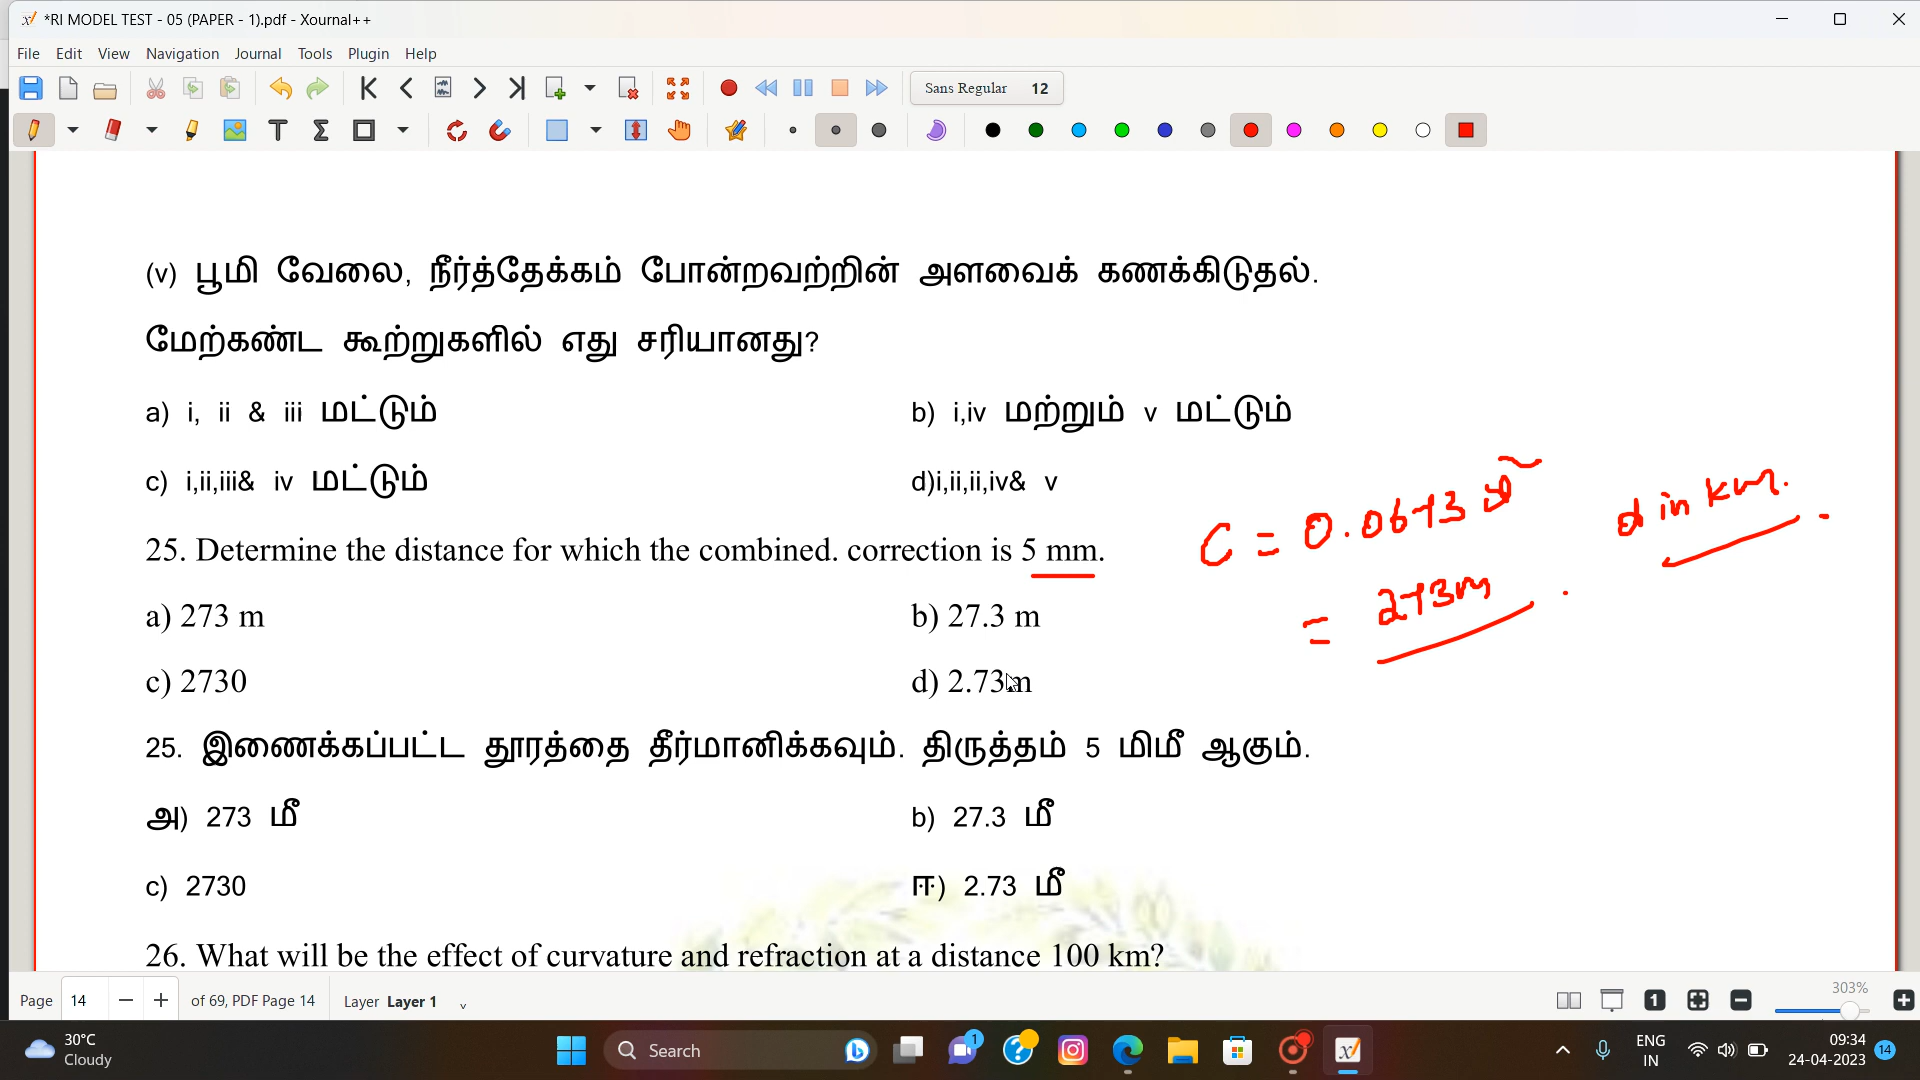 *RI MODEL TEST - 05 (PAPER - 1).pdf - Xournal++
File Edit View Navigation Journal Tools Plugin Help
Sans Regular 12
(v) பூமி வேலை, நீர்த்தேக்கம் போன்றவற்றின் அளவைக் கணக்கிடுதல்.
மேற்கண்ட கூற்றுகளில் எது சரியானது?
a) i, ii & iii மட்டும்
b) i,iv மற்றும் v மட்டும்
c) i,ii,iii& iv மட்டும்
d)i,ii,ii,iv& v
C = 0.0673 d²
d in km.
25. Determine the distance for which the combined. correction is 5 mm.
= 273m
a) 273 m
b) 27.3 m
c) 2730
d) 2.73m
25. இணைக்கப்பட்ட தூரத்தை தீர்மானிக்கவும். திருத்தம் 5 மிமீ ஆகும்.
அ) 273 மீ
b) 27.3 மீ
c) 2730
ஈ) 2.73 மீ
26. What will be the effect of curvature and refraction at a distance 100 km?
Page 14 of 69, PDF Page 14 Layer Layer 1
303%
30°C
Cloudy
Search
1
ENG
IN
09:34
24-04-2023
14